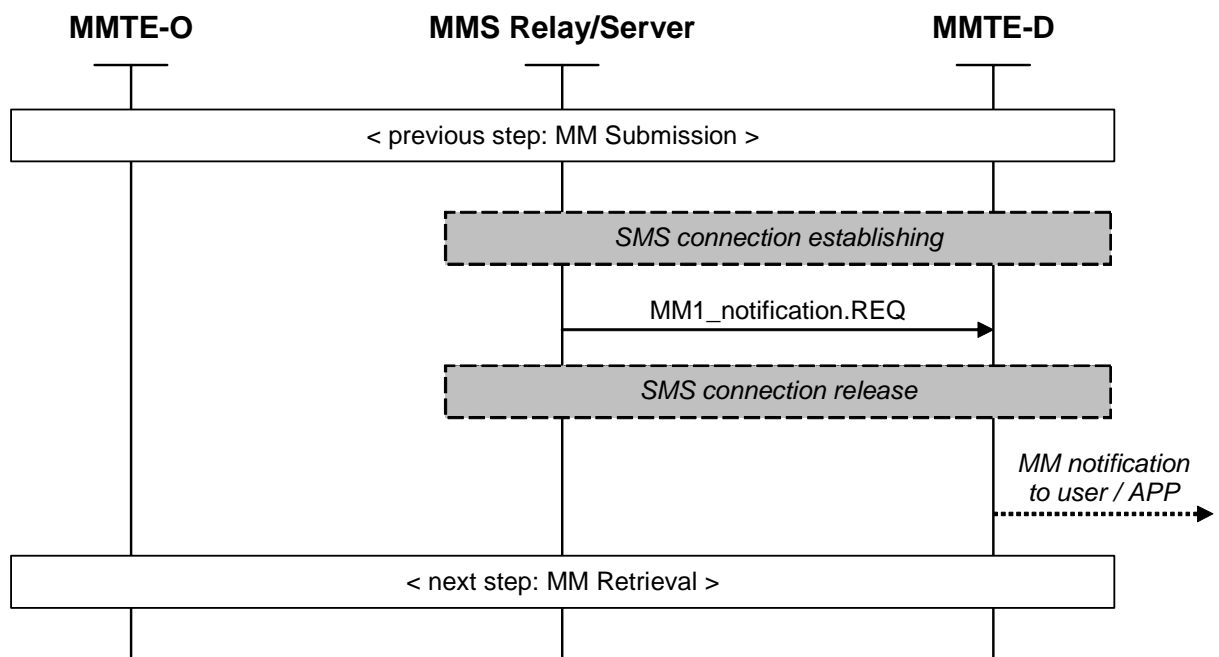 MMTE-O MMS Relay/Server MMTE-D
< previous step: MM Submission >
SMS connection establishing
MM1_notification.REQ
SMS connection release
MM notification
to user / APP
< next step: MM Retrieval >